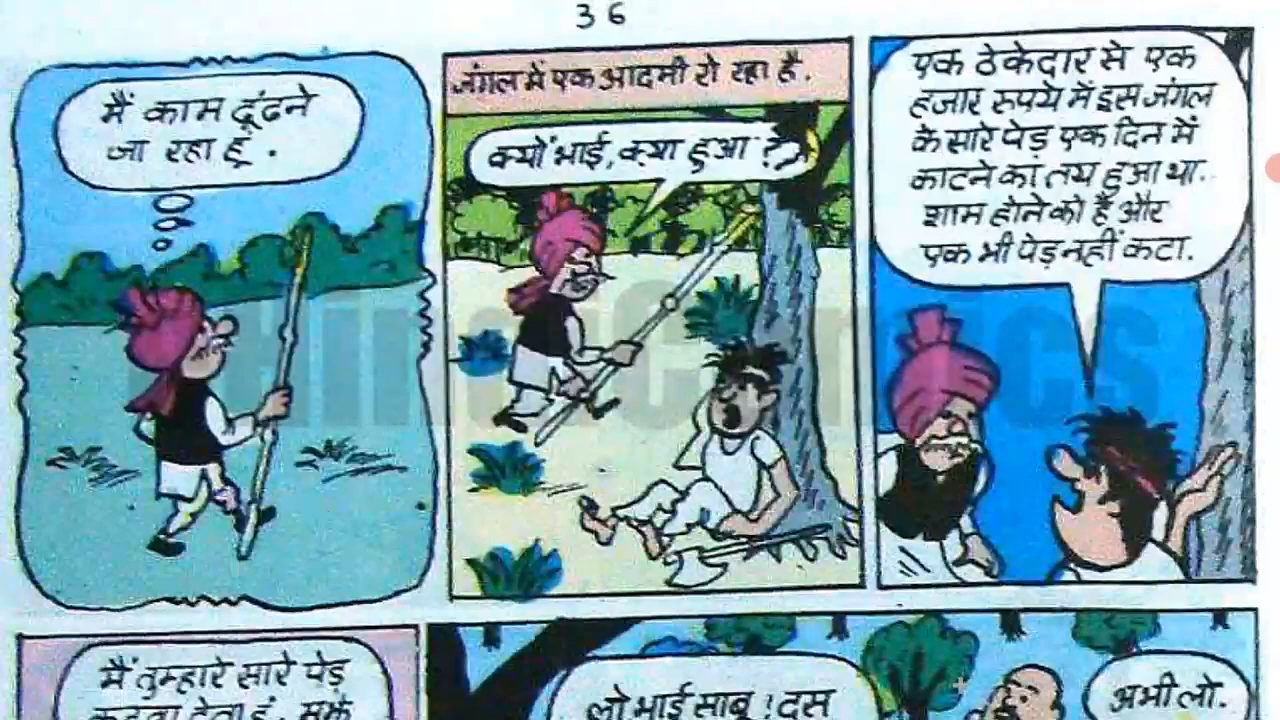 36
मैं काम ढूंढने
जा रहा हूं.
जंगल में एक आदमी रो रहा है.
क्यों भाई, क्या हुआ ?
एक ठेकेदार से एक
हजार रुपये में इस जंगल
के सारे पेड़ एक दिन में
काटने का तय हुआ था.
शाम होने को है और
एक भी पेड़ नहीं कटा.
मैं तुम्हारे सारे पेड़
लो भाई साबू ! दस
अभी लो.